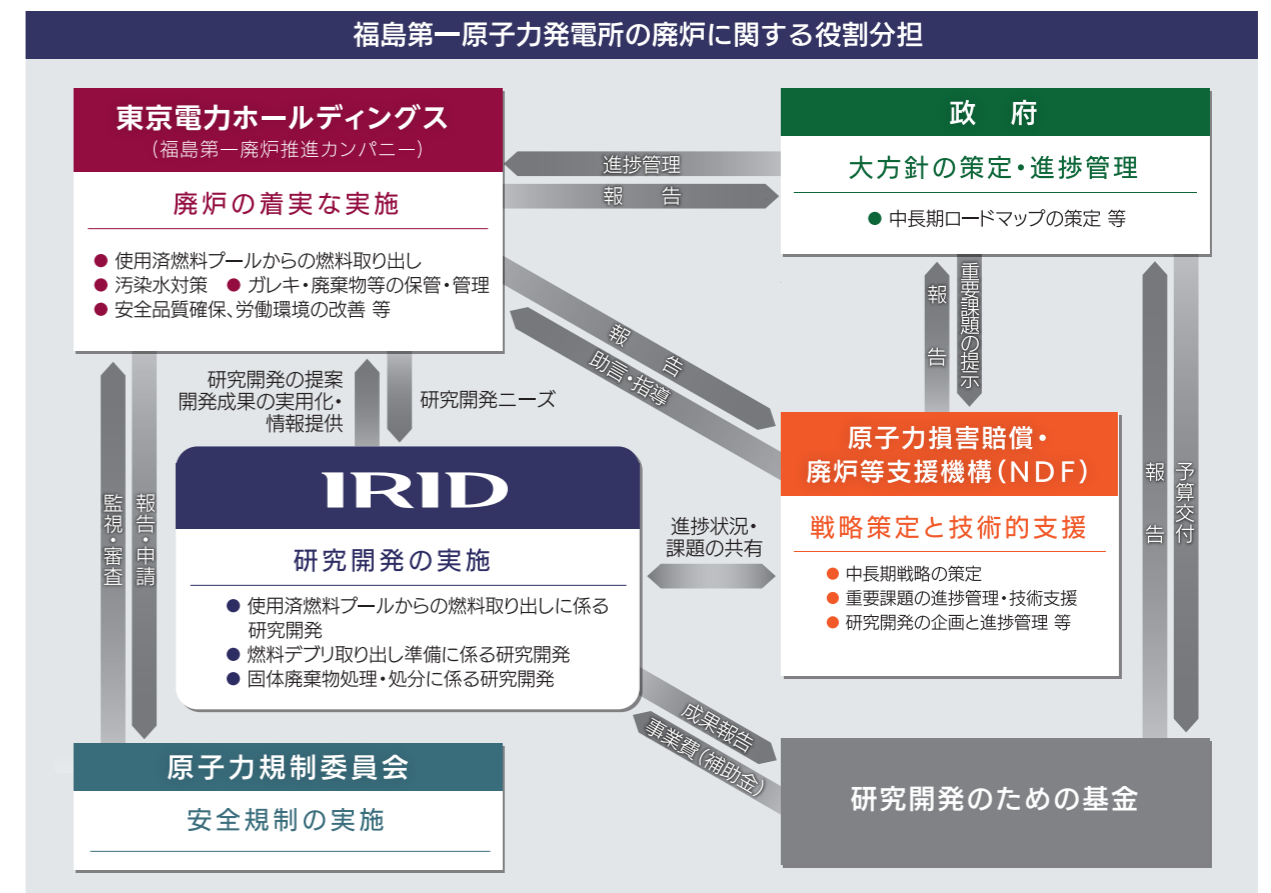 福島第一原子力発電所の廃炉に関する役割分担
東京電力ホールディングス
(福島第一廃炉推進カンパニー)
廃炉の着実な実施
● 使用済燃料プールからの燃料取り出し
● 汚染水対策 ● ガレキ・廃棄物等の保管・管理
● 安全品質確保、労働環境の改善 等
進捗管理
報 告
政 府
大方針の策定・進捗管理
● 中長期ロードマップの策定 等
報 告
助言・指導
報 告
重要課題の提示
研究開発の提案
開発成果の実用化・
情報提供
研究開発ニーズ
原子力損害賠償・
廃炉等支援機構(NDF)
戦略策定と技術的支援
● 中長期戦略の策定
● 重要課題の進捗管理・技術支援
● 研究開発の企画と進捗管理 等
IRID
研究開発の実施
● 使用済燃料プールからの燃料取り出しに係る
研究開発
● 燃料デブリ取り出し準備に係る研究開発
● 固体廃棄物処理・処分に係る研究開発
進捗状況・
課題の共有
監視・審査
報告・申請
報 告
予算交付
成果報告
事業費(補助金)
原子力規制委員会
安全規制の実施
研究開発のための基金